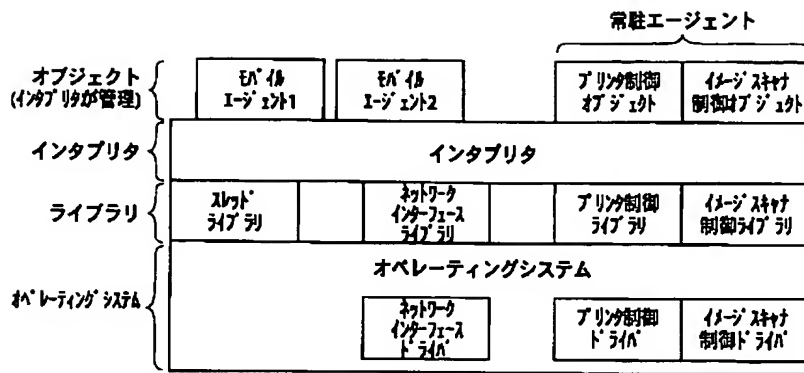 常駐エージェント
オブジェクト
(インタプリタが管理)
モバイル
エージェント1
モバイル
エージェント2
プリンタ制御
オブジェクト
イメージスキャナ
制御オブジェクト
インタプリタ
インタプリタ
ライブラリ
スレッド
ライブラリ
ネットワーク
インターフェース
ライブラリ
プリンタ制御
ライブラリ
イメージスキャナ
制御ライブラリ
オペレーティングシステム
オペレーティングシステム
ネットワーク
インターフェース
ドライバ
プリンタ制御
ドライバ
イメージスキャナ
制御ドライバ